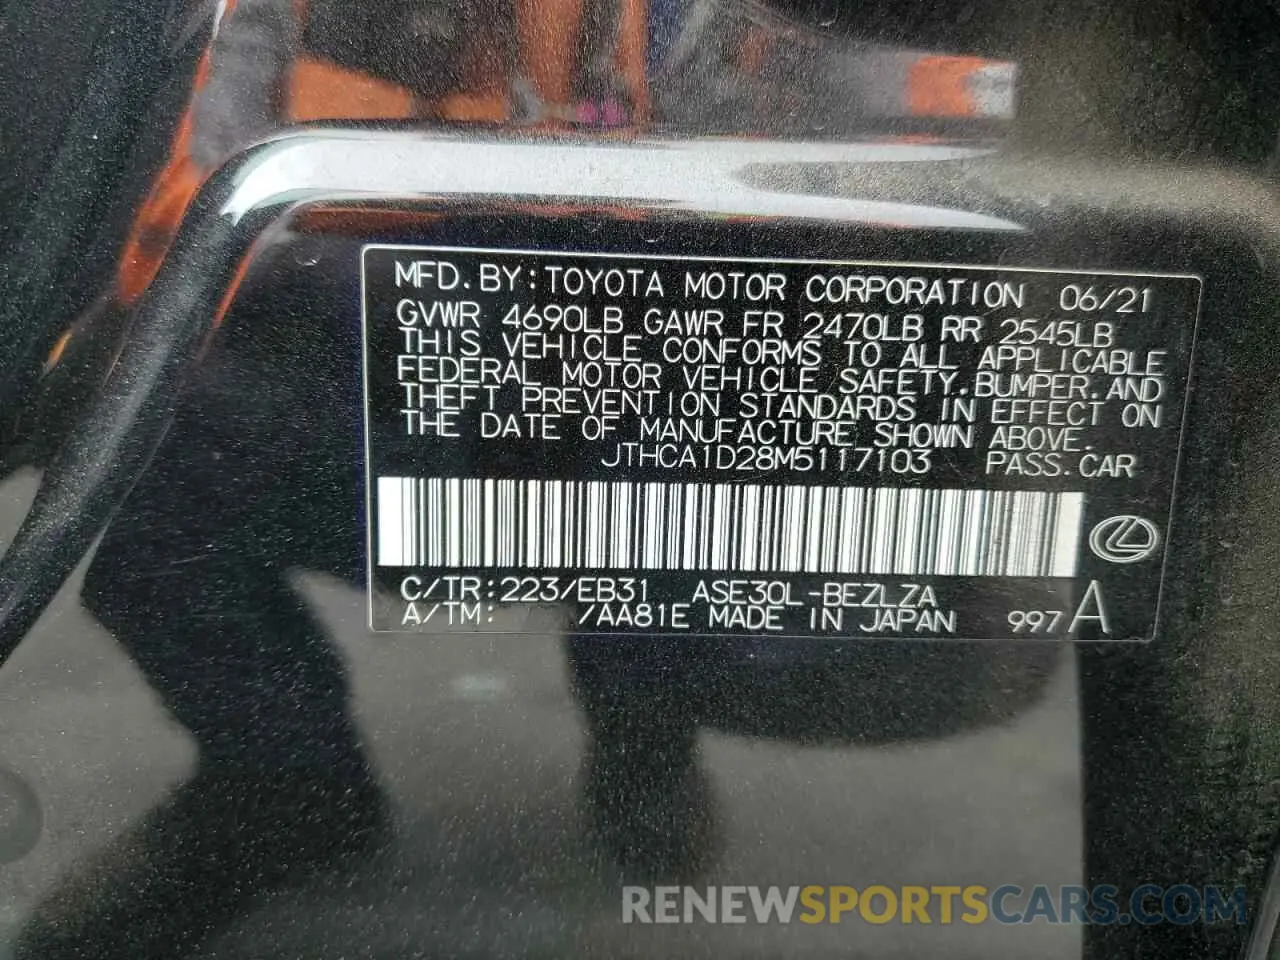 MFD. BY: TOYOTA MOTOR CORPORATION 06/21
GVWR 4690LB GAWR FR 2470LB RR 2545LB
THIS VEHICLE CONFORMS TO ALL APPLICABLE
FEDERAL MOTOR VEHICLE SAFETY, BUMPER, AND
THEFT PREVENTION STANDARDS IN EFFECT ON
THE DATE OF MANUFACTURE SHOWN ABOVE.
JTHCA1D28M5117103 PASS. CAR
C/TR: 223/EB31 ASE30L-BEZLZA
A/TM: /AA81E MADE IN JAPAN 997 A
RENEWSPORTSCARS.COM